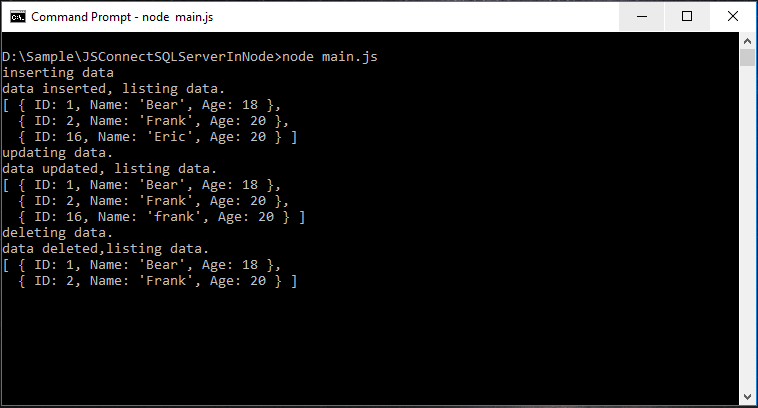 Command Prompt - node  main.js
D:\Sample\JSConnectSQLServerInNode>node main.js
inserting data
data inserted, listing data.
[ { ID: 1, Name: 'Bear', Age: 18 },
  { ID: 2, Name: 'Frank', Age: 20 },
  { ID: 16, Name: 'Eric', Age: 20 } ]
updating data.
data updated, listing data.
[ { ID: 1, Name: 'Bear', Age: 18 },
  { ID: 2, Name: 'Frank', Age: 20 },
  { ID: 16, Name: 'frank', Age: 20 } ]
deleting data.
data deleted,listing data.
[ { ID: 1, Name: 'Bear', Age: 18 },
  { ID: 2, Name: 'Frank', Age: 20 } ]